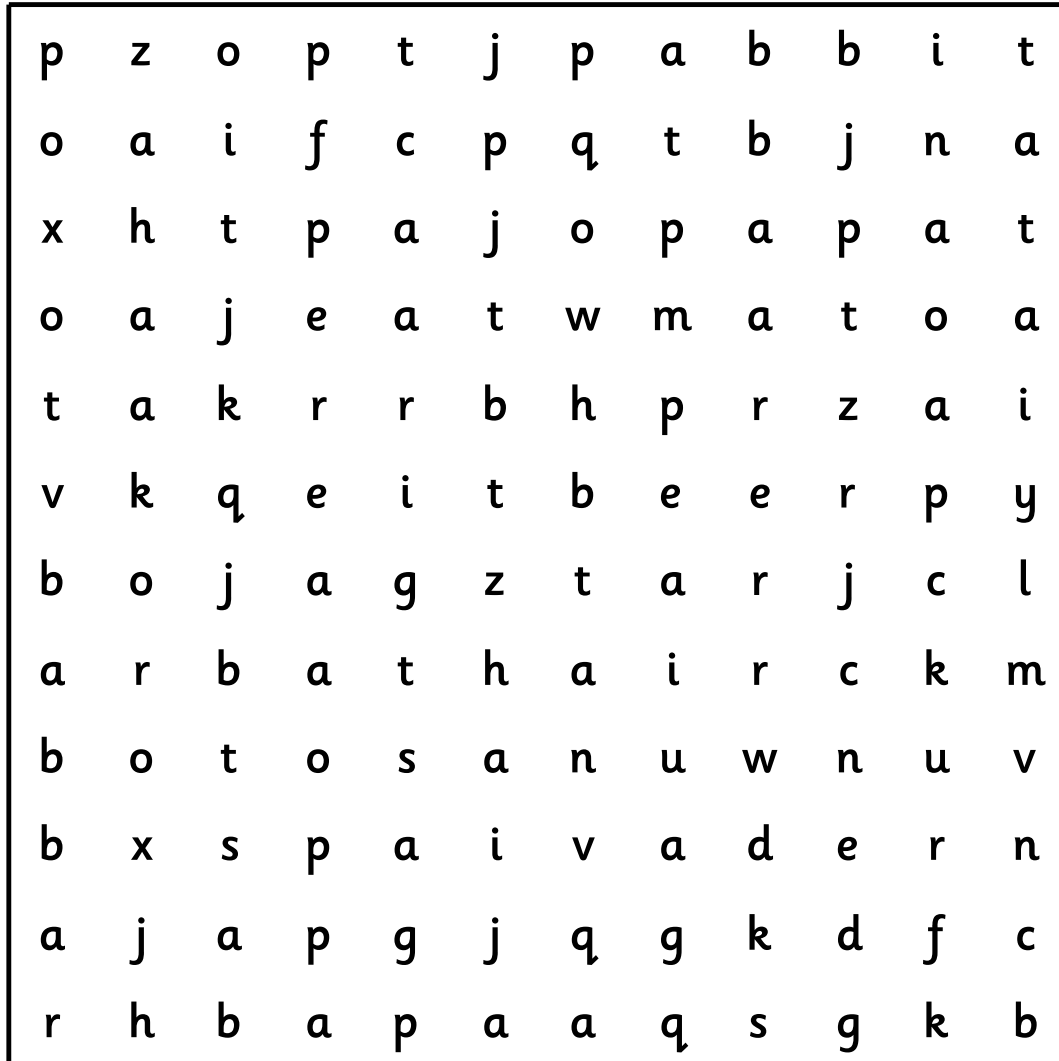 p z o p t j p a b b i t
o a i f c p q t b j n a
x h t p a j o p a p a t
o a j e a t w m a t o a
t a k r r b h p r z a i
v k q e i t b e e r p y
b o j a g z t a r j c l
a r b a t h a i r c k m
b o t o s a n u w n u v
b x s p a i v a d e r n
a j a p g j q g k d f c
r h b a p a a q s g k b